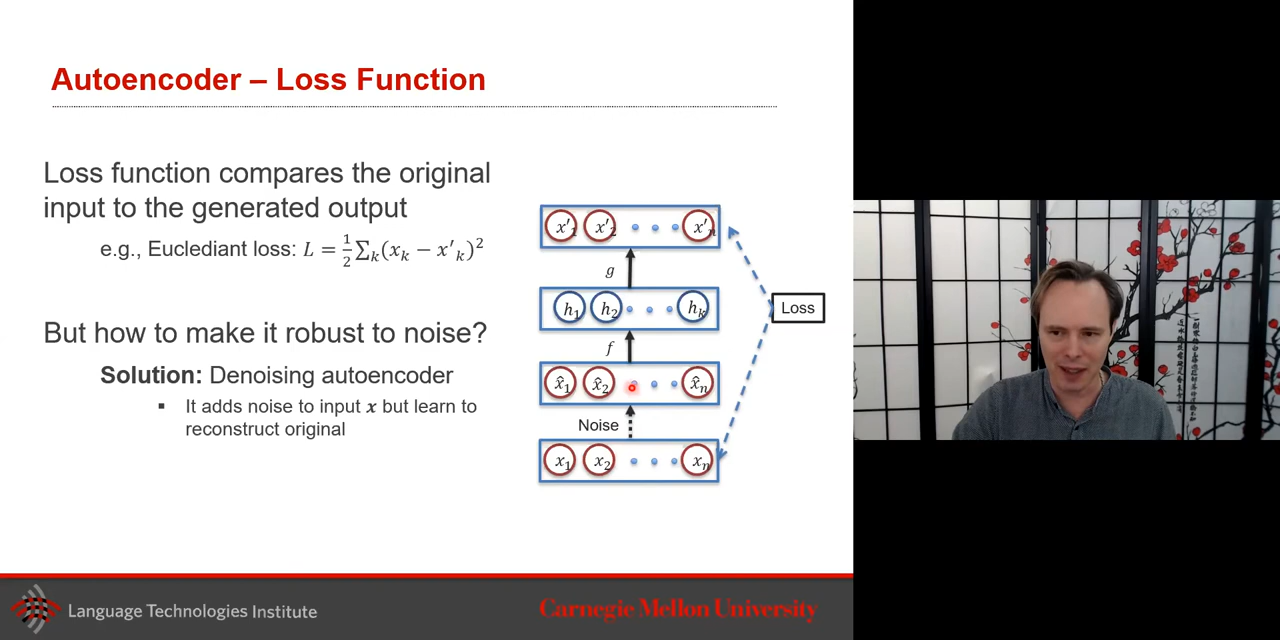 Autoencoder – Loss Function
Loss function compares the original
input to the generated output
e.g., Euclediant loss: L = ½∑ₖ(xₖ − x'ₖ)²
But how to make it robust to noise?
Solution: Denoising autoencoder
▪ It adds noise to input x but learn to
reconstruct original
x'₁ x'₂ x'ₙ
g
h₁ h₂ hₖ
Loss
f
x̂₁ x̂₂ x̂ₙ
Noise
x₁ x₂ xₙ
Language Technologies Institute
Carnegie Mellon University